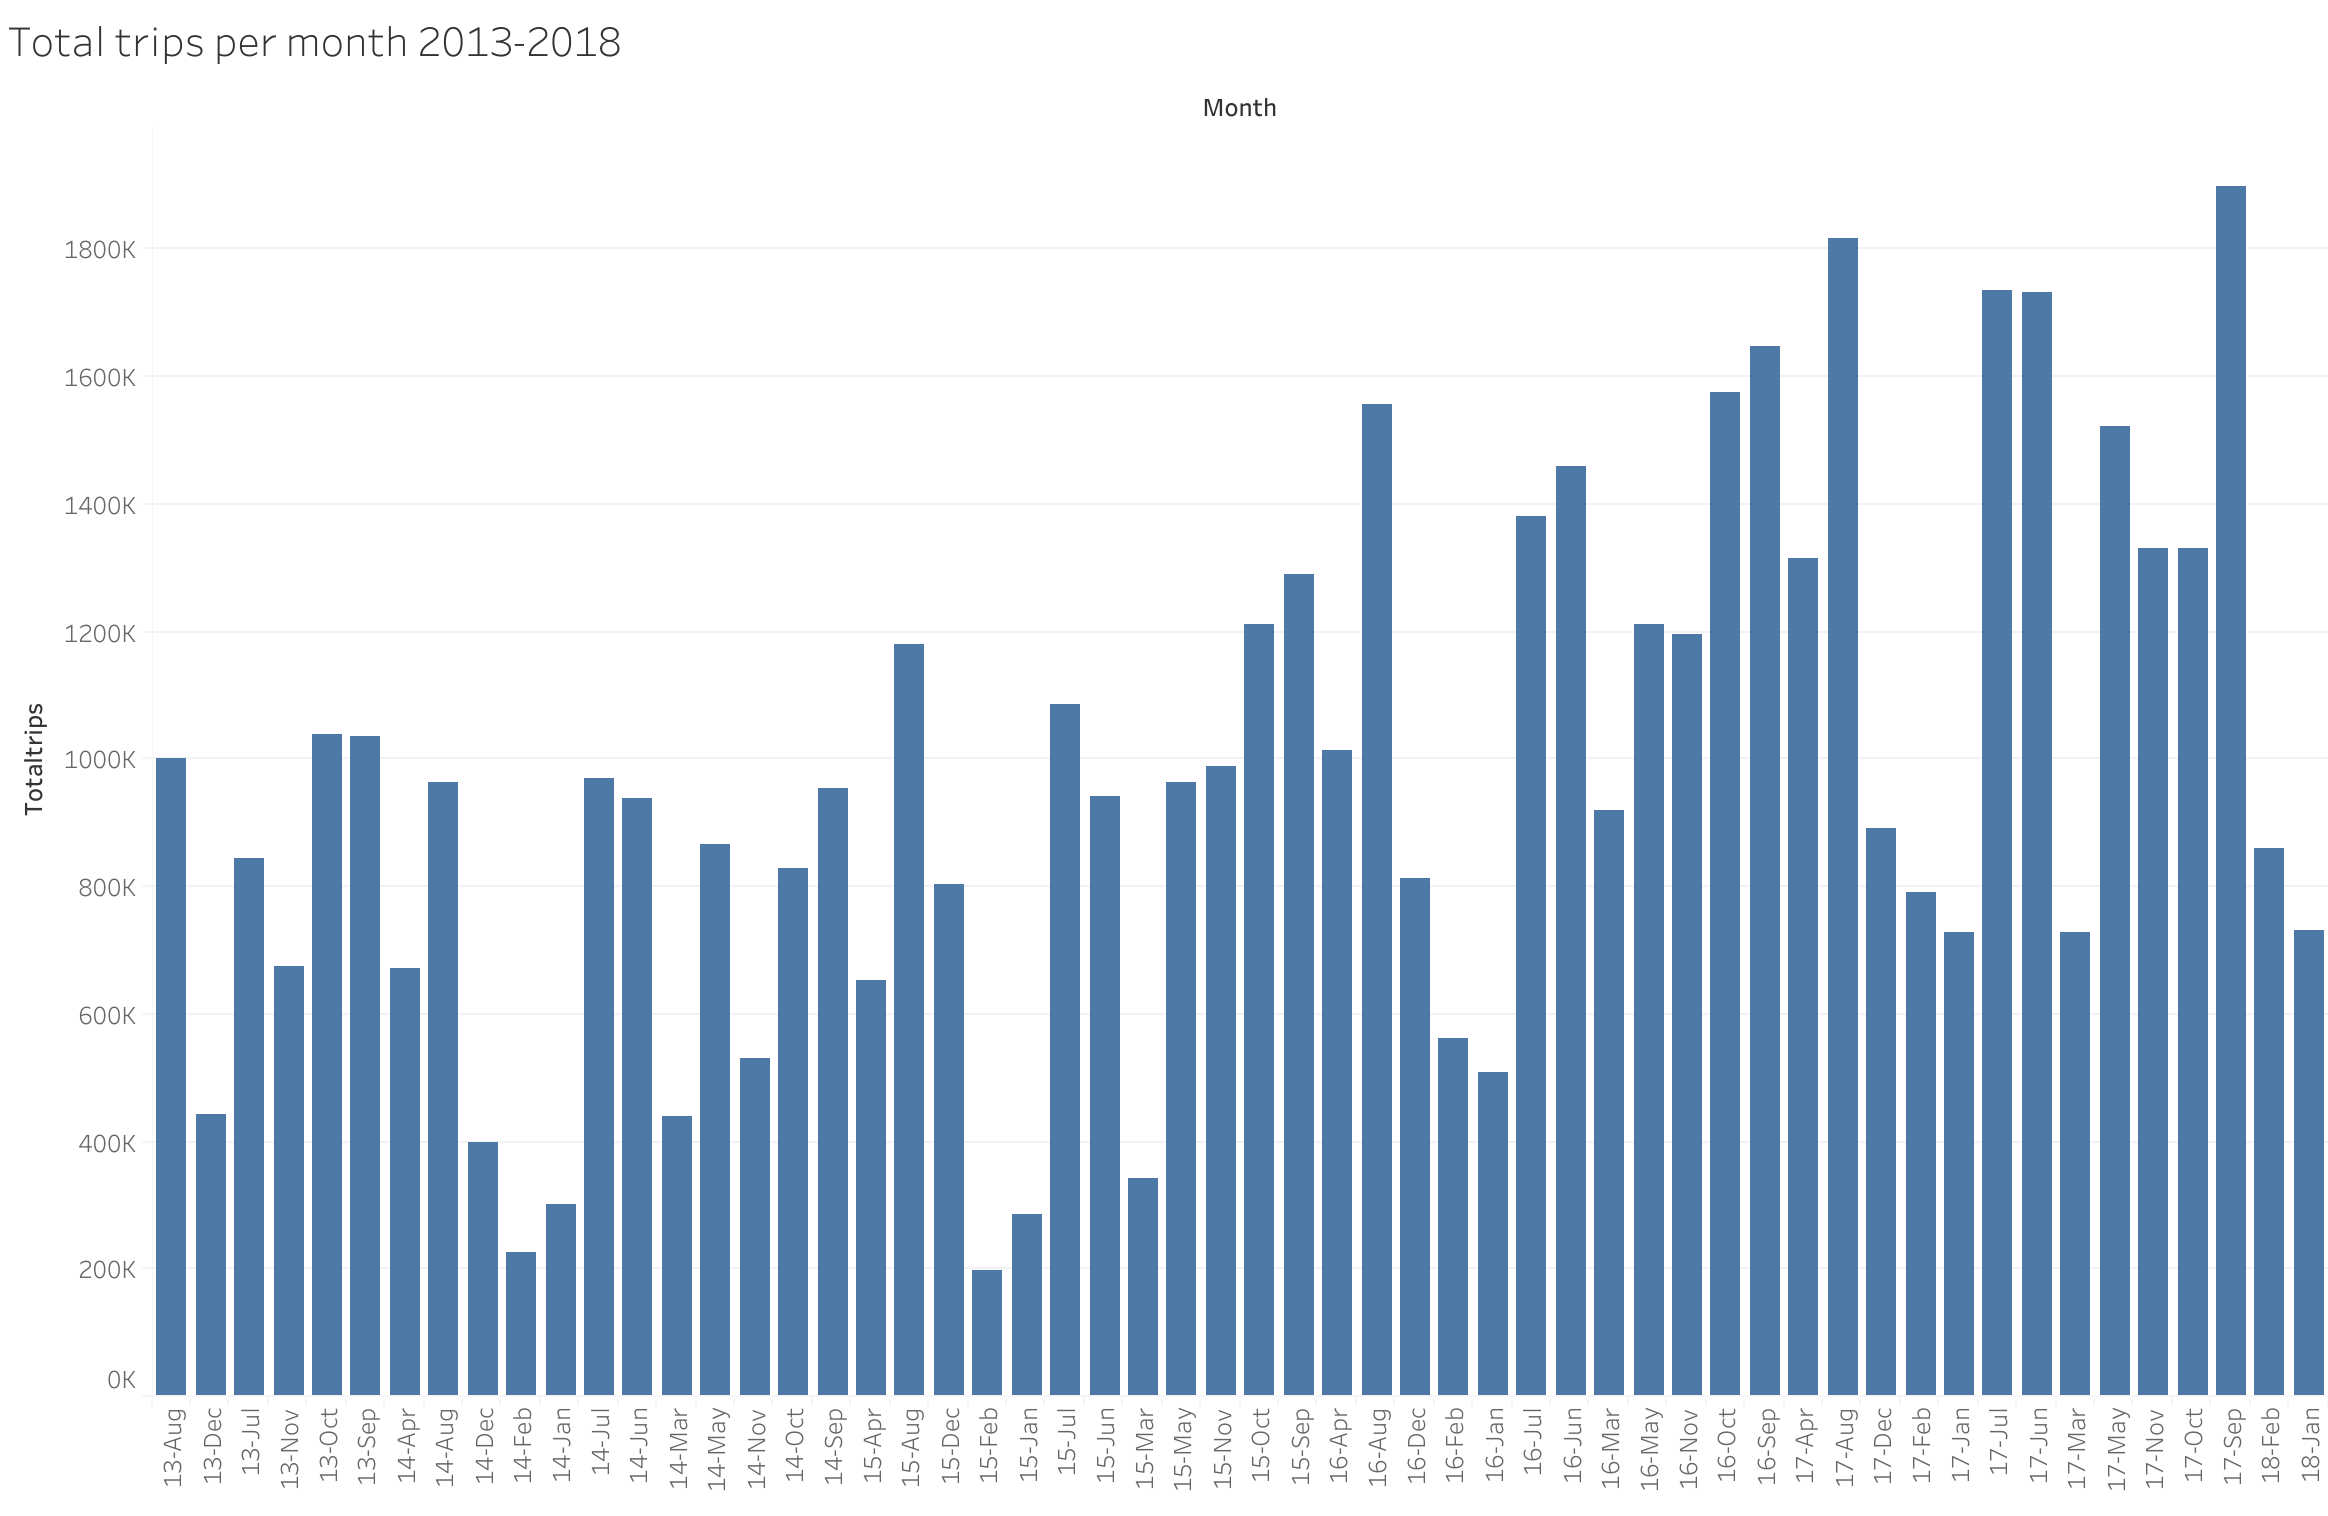 Total trips per month 2013-2018
Month
Totaltrips
1800K
1600K
1400K
1200K
1000K
800K
600K
400K
200K
0K
13-Aug
13-Dec
13-Jul
13-Nov
13-Oct
13-Sep
14-Apr
14-Aug
14-Dec
14-Feb
14-Jan
14-Jul
14-Jun
14-Mar
14-May
14-Nov
14-Oct
14-Sep
15-Apr
15-Aug
15-Dec
15-Feb
15-Jan
15-Jul
15-Jun
15-Mar
15-May
15-Nov
15-Oct
15-Sep
16-Apr
16-Aug
16-Dec
16-Feb
16-Jan
16-Jul
16-Jun
16-Mar
16-May
16-Nov
16-Oct
16-Sep
17-Apr
17-Aug
17-Dec
17-Feb
17-Jan
17-Jul
17-Jun
17-Mar
17-May
17-Nov
17-Oct
17-Sep
18-Feb
18-Jan